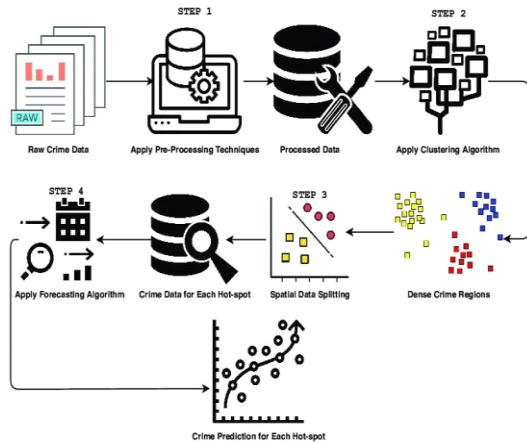 STEP 1
STEP 2
RAW
Raw Crime Data
Apply Pre-Processing Techniques
Processed Data
Apply Clustering Algorithm
STEP 4
STEP 3
Apply Forecasting Algorithm
Crime Data for Each Hot-spot
Spatial Data Splitting
Dense Crime Regions
Crime Prediction for Each Hot-spot